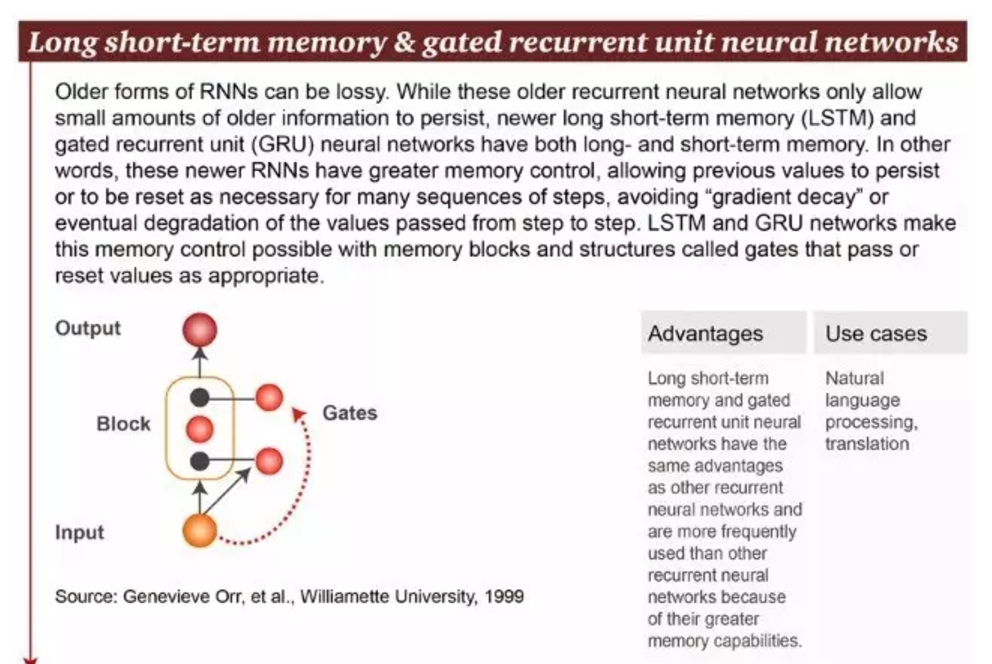 Long short-term memory & gated recurrent unit neural networks
Older forms of RNNs can be lossy. While these older recurrent neural networks only allow
small amounts of older information to persist, newer long short-term memory (LSTM) and
gated recurrent unit (GRU) neural networks have both long- and short-term memory. In other
words, these newer RNNs have greater memory control, allowing previous values to persist
or to be reset as necessary for many sequences of steps, avoiding “gradient decay” or
eventual degradation of the values passed from step to step. LSTM and GRU networks make
this memory control possible with memory blocks and structures called gates that pass or
reset values as appropriate.
Output
Block
Gates
Input
Source: Genevieve Orr, et al., Williamette University, 1999
Advantages
Long short-term
memory and gated
recurrent unit neural
networks have the
same advantages
as other recurrent
neural networks and
are more frequently
used than other
recurrent neural
networks because
of their greater
memory capabilities.
Use cases
Natural
language
processing,
translation